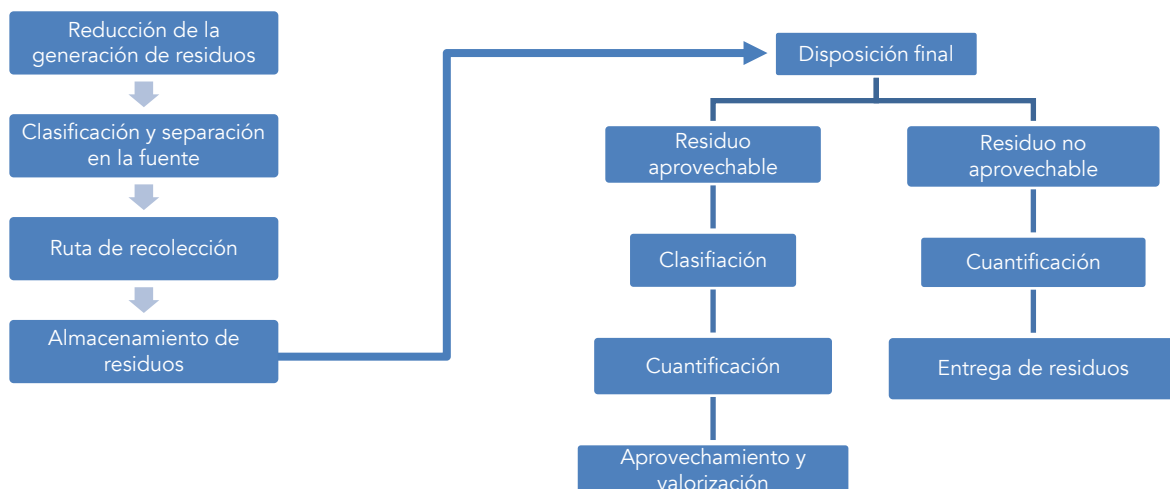 Reducción de la
generación de residuos
Clasificación y separación
en la fuente
Ruta de recolección
Almacenamiento de
residuos
Disposición final
Residuo
aprovechable
Clasifiación
Cuantificación
Aprovechamiento y
valorización
Residuo no
aprovechable
Cuantificación
Entrega de residuos